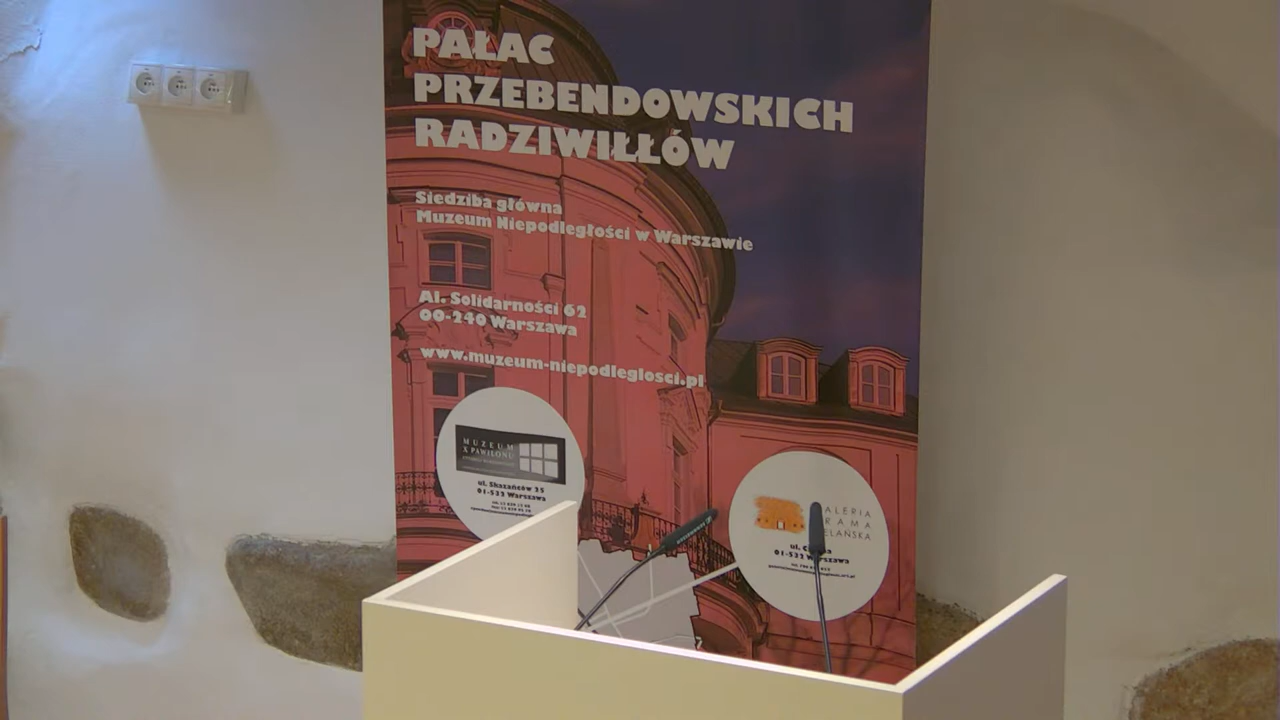 PAŁAC
PRZEBENDOWSKICH
RADZIWIŁŁÓW
Siedziba główna
Muzeum Niepodległości w Warszawie
Al. Solidarności 62
00-240 Warszawa
www.muzeum-niepodleglosci.pl
MUZEUM
X PAWILONU
ul. Skazańców 25
01-532 Warszawa
ALERIA
RAMA
ELAŃSKA
ul.
01-532 Warszawa